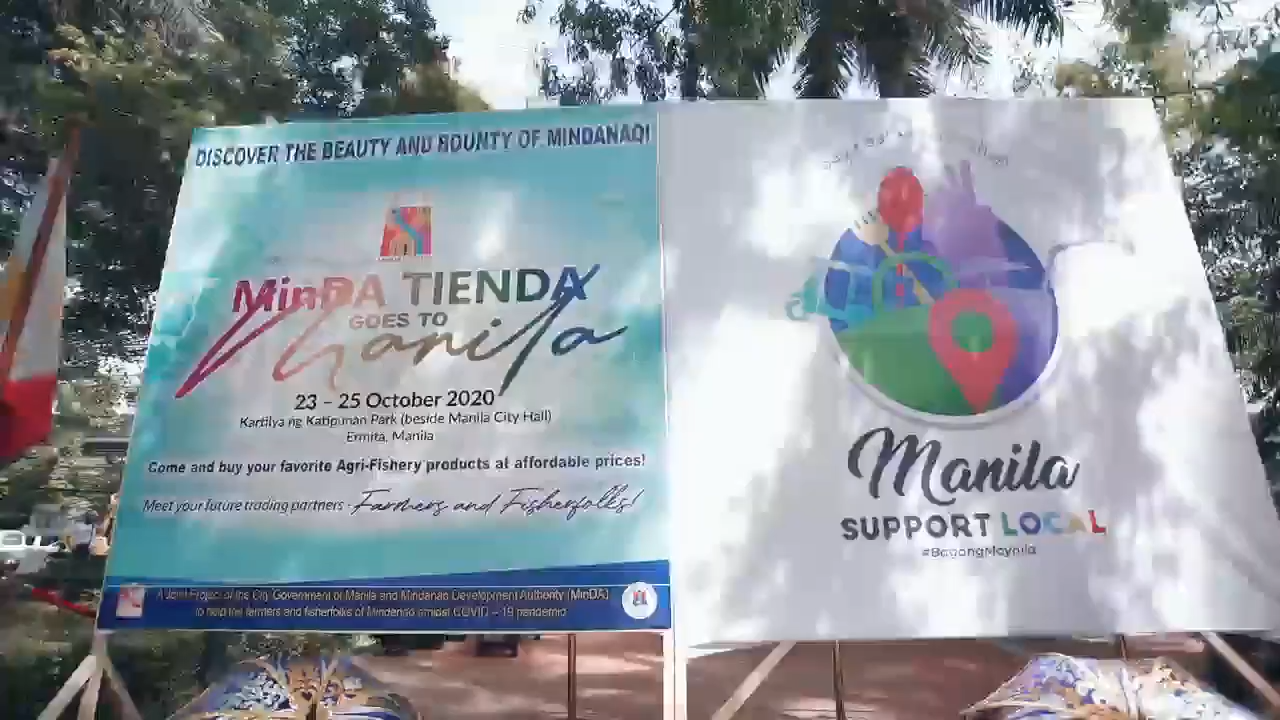 DISCOVER THE BEAUTY AND BOUNTY OF MINDANAO!
MinDA TIENDA
GOES TO
Manila
23 – 25 October 2020
Kartilya ng Katipunan Park (beside Manila City Hall)
Ermita, Manila
Come and buy your favorite Agri-Fishery products at affordable prices!
Meet your future trading partners - Farmers and Fisherfolks!
A Joint Project of the City Government of Manila and Mindanao Development Authority (MinDA)
to help the farmers and fisherfolks of Mindanao amidst COVID – 19 pandemic
Manila
SUPPORT LOCAL
#BagongMaynila